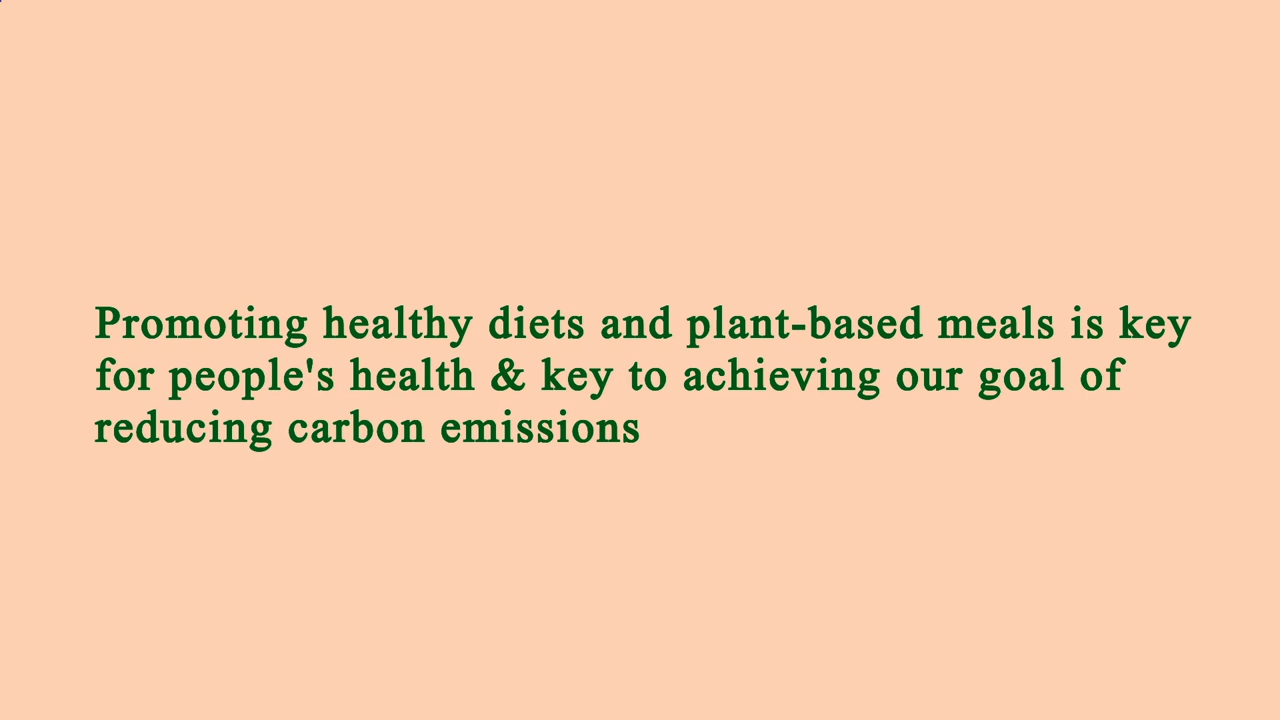 Promoting healthy diets and plant-based meals is key
for people's health & key to achieving our goal of
reducing carbon emissions